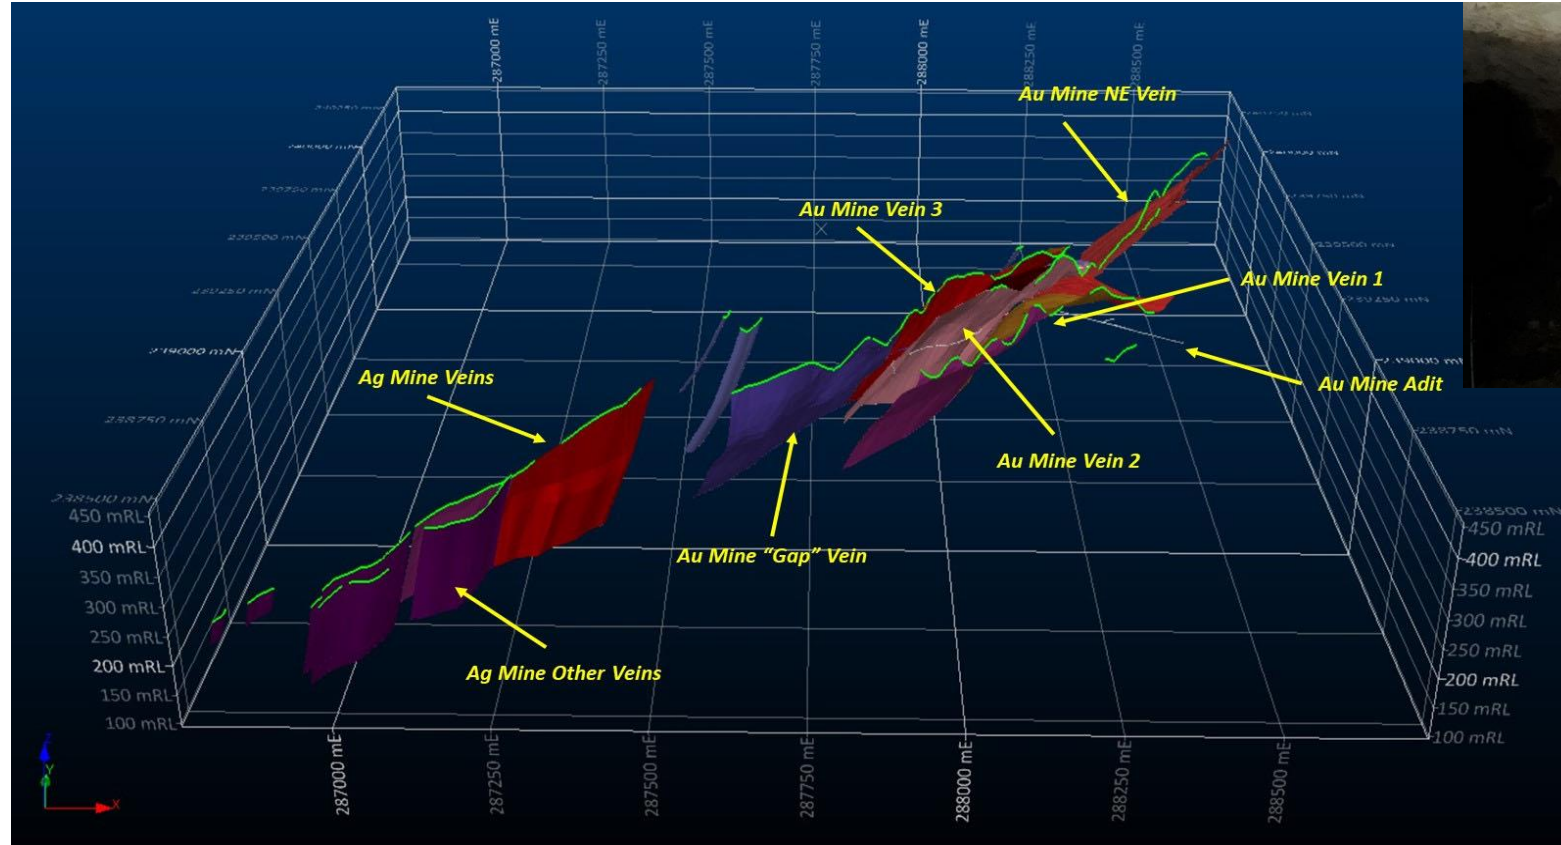 287000 mE
287250 mE
287500 mE
287750 mE
288000 mE
288250 mE
288500 mE
Au Mine NE Vein
Au Mine Vein 3
Au Mine Vein 1
Ag Mine Veins
Au Mine Adit
Au Mine Vein 2
Au Mine "Gap" Vein
Ag Mine Other Veins
239000 mN
238750 mN
238750 mN
238500 mN
238500 mN
450 mRL
400 mRL
350 mRL
300 mRL
250 mRL
200 mRL
150 mRL
100 mRL
450 mRL
400 mRL
350 mRL
300 mRL
250 mRL
200 mRL
150 mRL
100 mRL
Z
Y
X
287000 mE
287250 mE
287500 mE
287750 mE
288000 mE
288250 mE
288500 mE